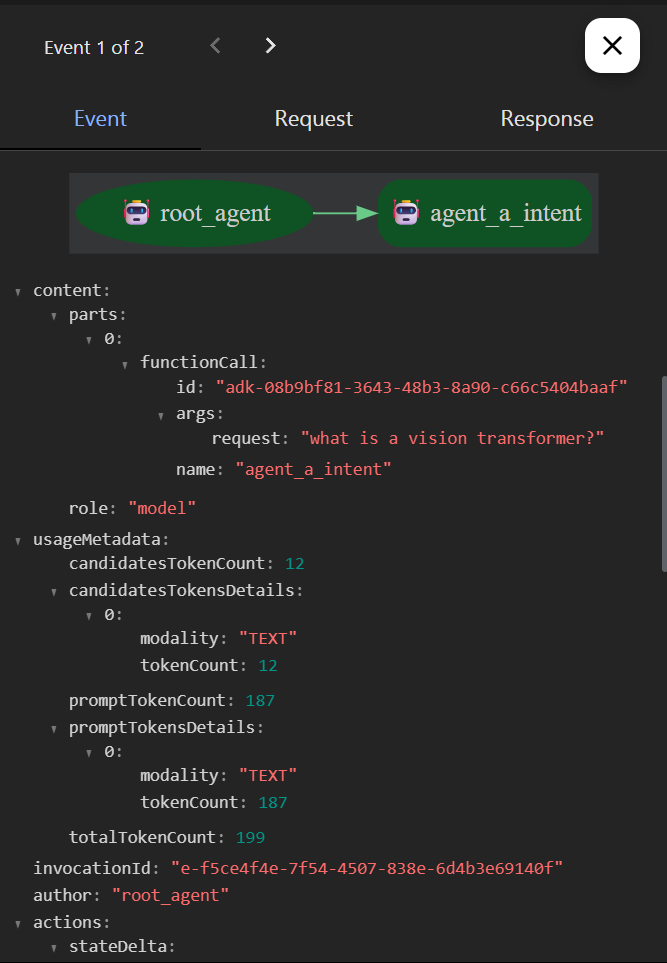 Event 1 of 2
Event Request Response
root_agent agent_a_intent
content:
parts:
0:
functionCall:
id: "adk-08b9bf81-3643-48b3-8a90-c66c5404baaf"
args:
request: "what is a vision transformer?"
name: "agent_a_intent"
role: "model"
usageMetadata:
candidatesTokenCount: 12
candidatesTokensDetails:
0:
modality: "TEXT"
tokenCount: 12
promptTokenCount: 187
promptTokensDetails:
0:
modality: "TEXT"
tokenCount: 187
totalTokenCount: 199
invocationId: "e-f5ce4f4e-7f54-4507-838e-6d4b3e69140f"
author: "root_agent"
actions:
stateDelta: